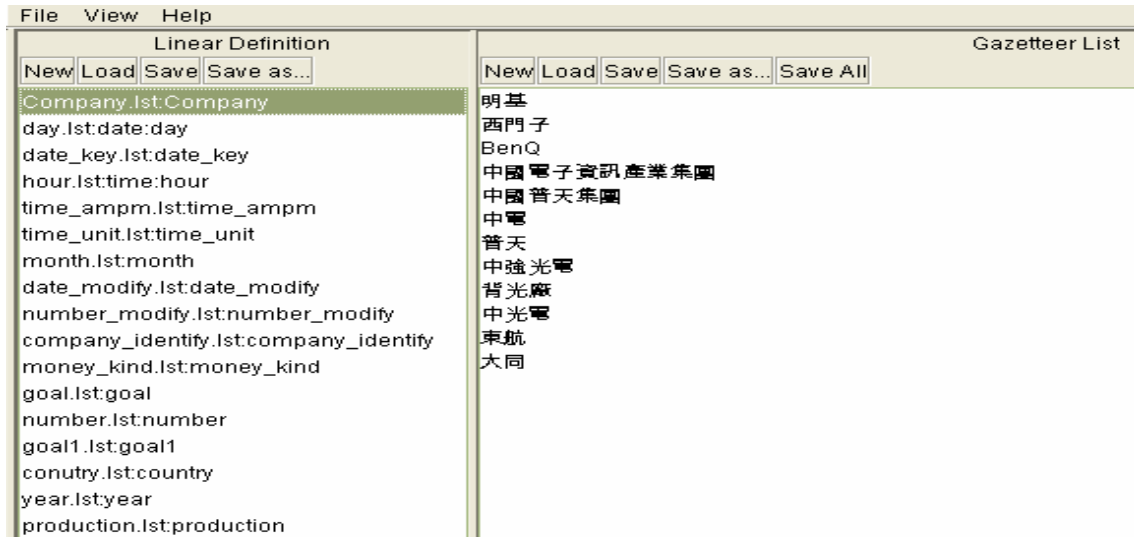 File View Help
Linear Definition
New Load Save Save as...
Company.lst:Company
day.lst:date:day
date_key.lst:date_key
hour.lst:time:hour
time_ampm.lst:time_ampm
time_unit.lst:time_unit
month.lst:month
date_modify.lst:date_modify
number_modify.lst:number_modify
company_identify.lst:company_identify
money_kind.lst:money_kind
goal.lst:goal
number.lst:number
goal1.lst:goal1
conutry.lst:country
year.lst:year
production.lst:production
Gazetteer List
New Load Save Save as... Save All
明基
西門子
BenQ
中國電子資訊產業集團
中國普天集團
中電
普天
中強光電
背光廠
中光電
東航
大同